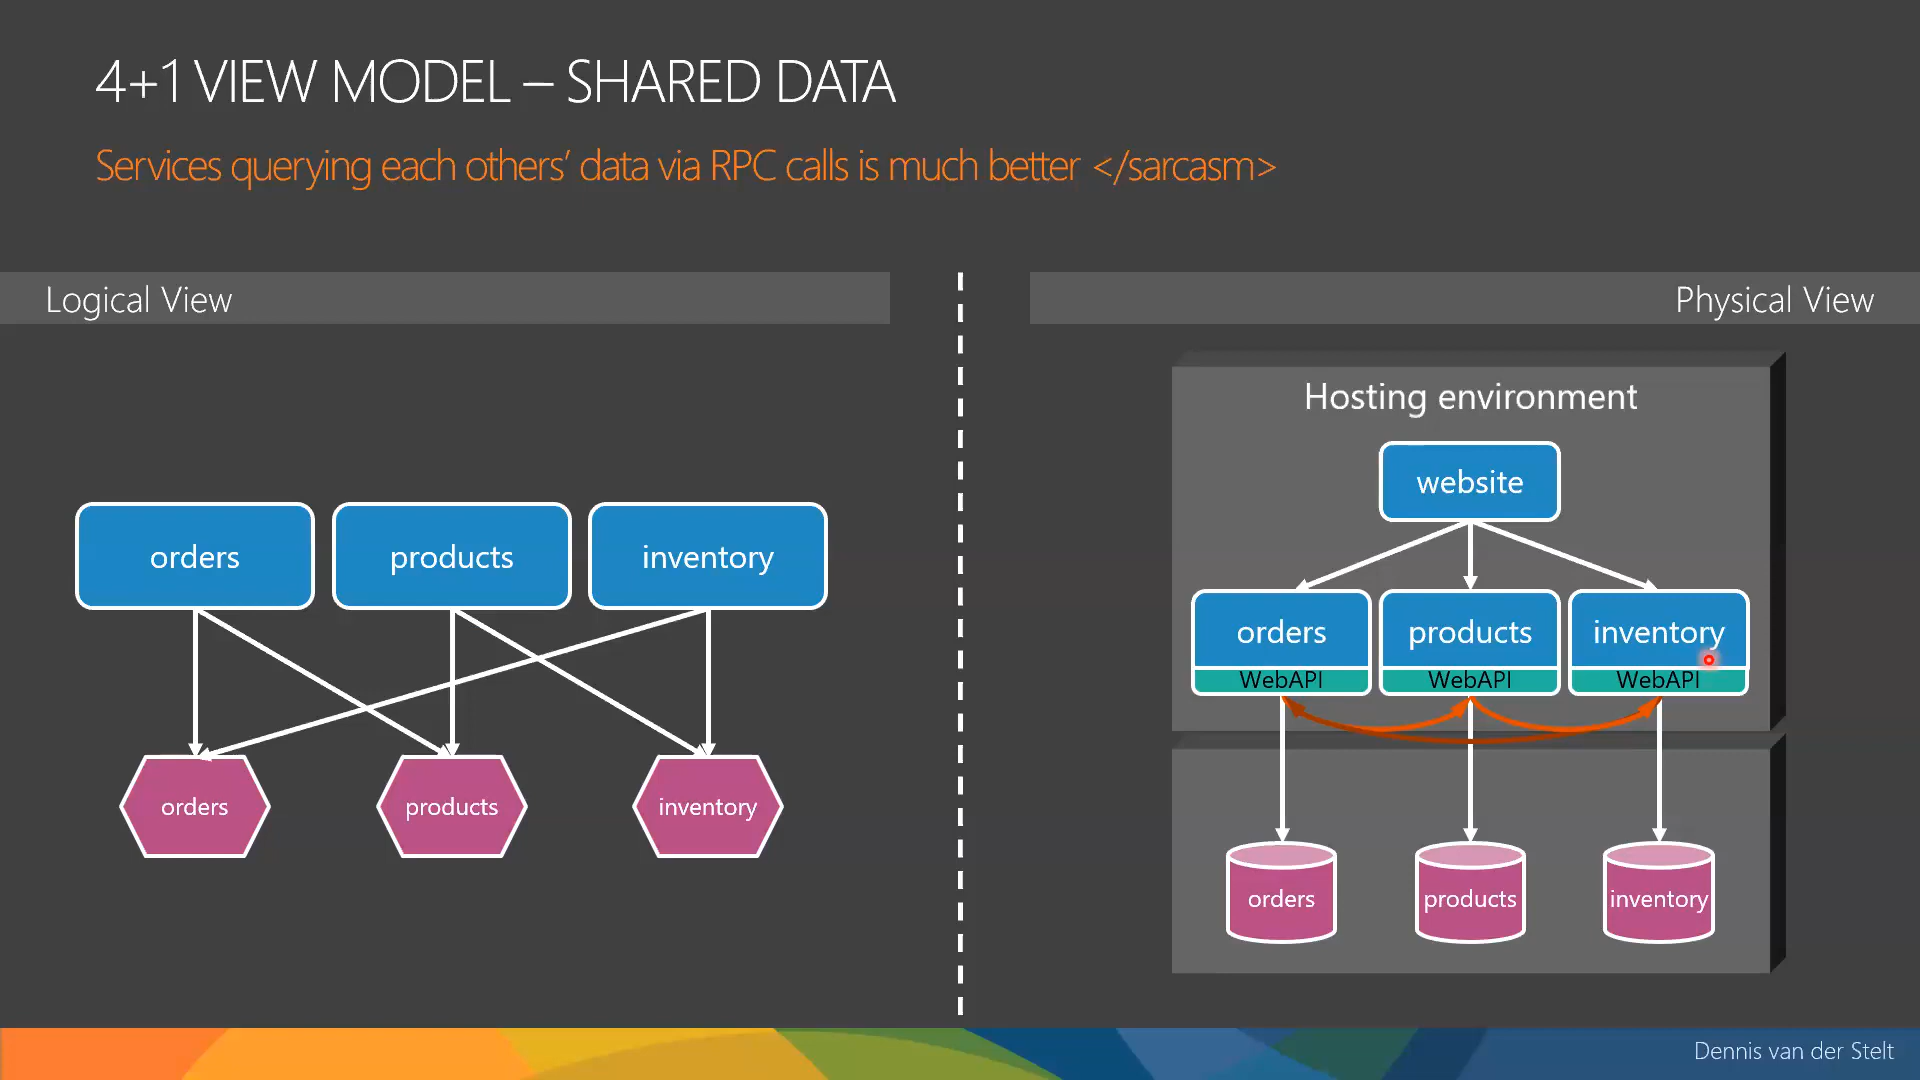 4+1 VIEW MODEL – SHARED DATA
Services querying each others’ data via RPC calls is much better </sarcasm>
Logical View
Physical View
orders
products
inventory
orders
products
inventory
Hosting environment
website
orders
products
inventory
WebAPI
WebAPI
WebAPI
orders
products
inventory
Dennis van der Stelt